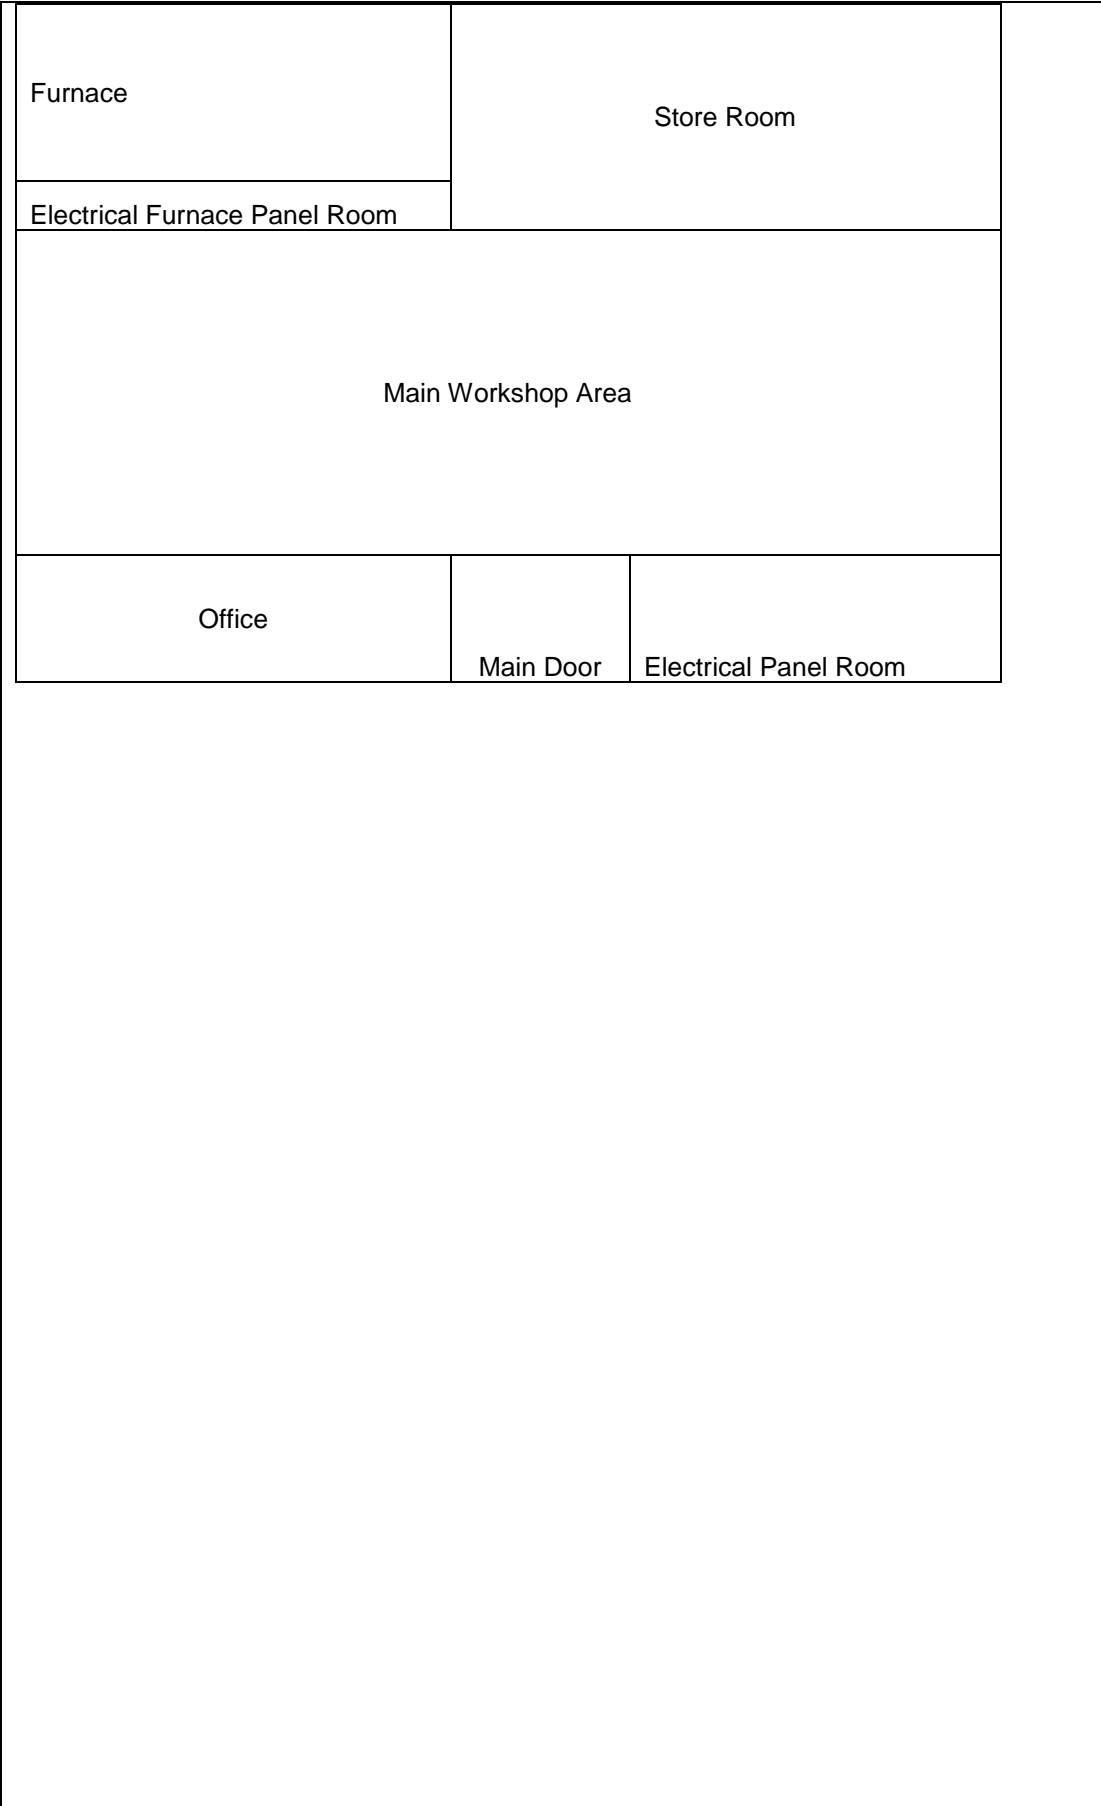 Furnace
Store Room
Electrical Furnace Panel Room
Main Workshop Area
Office
Main Door
Electrical Panel Room